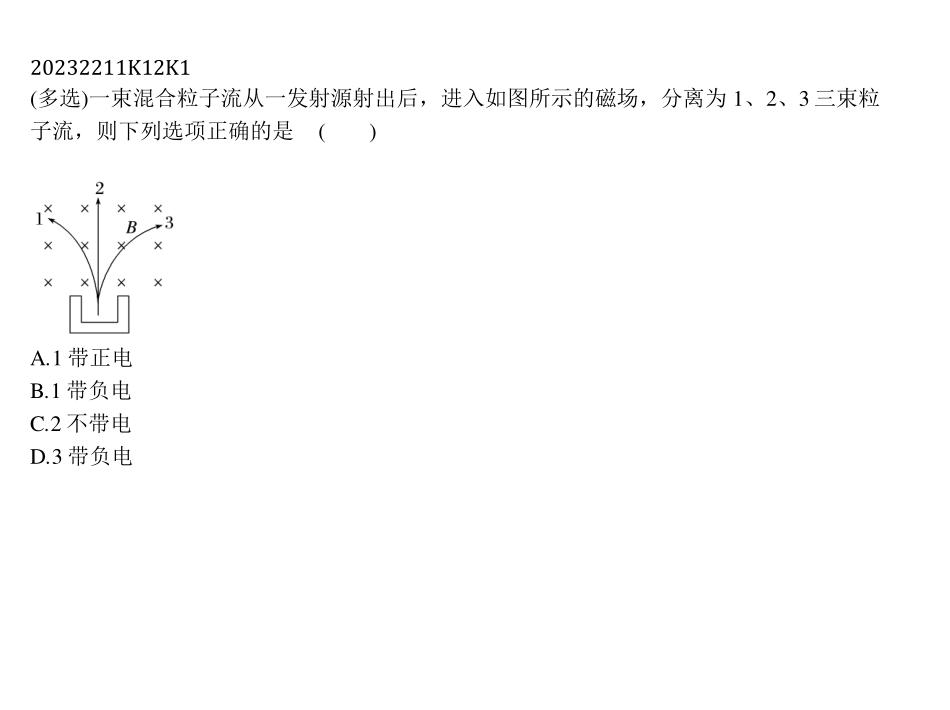 20232211K12K1
(多选)一束混合粒子流从一发射源射出后，进入如图所示的磁场，分离为 1、2、3 三束粒
子流，则下列选项正确的是　(　　)
2
× × × ×
1 B 3
× × × ×
× × × ×
A.1 带正电
B.1 带负电
C.2 不带电
D.3 带负电